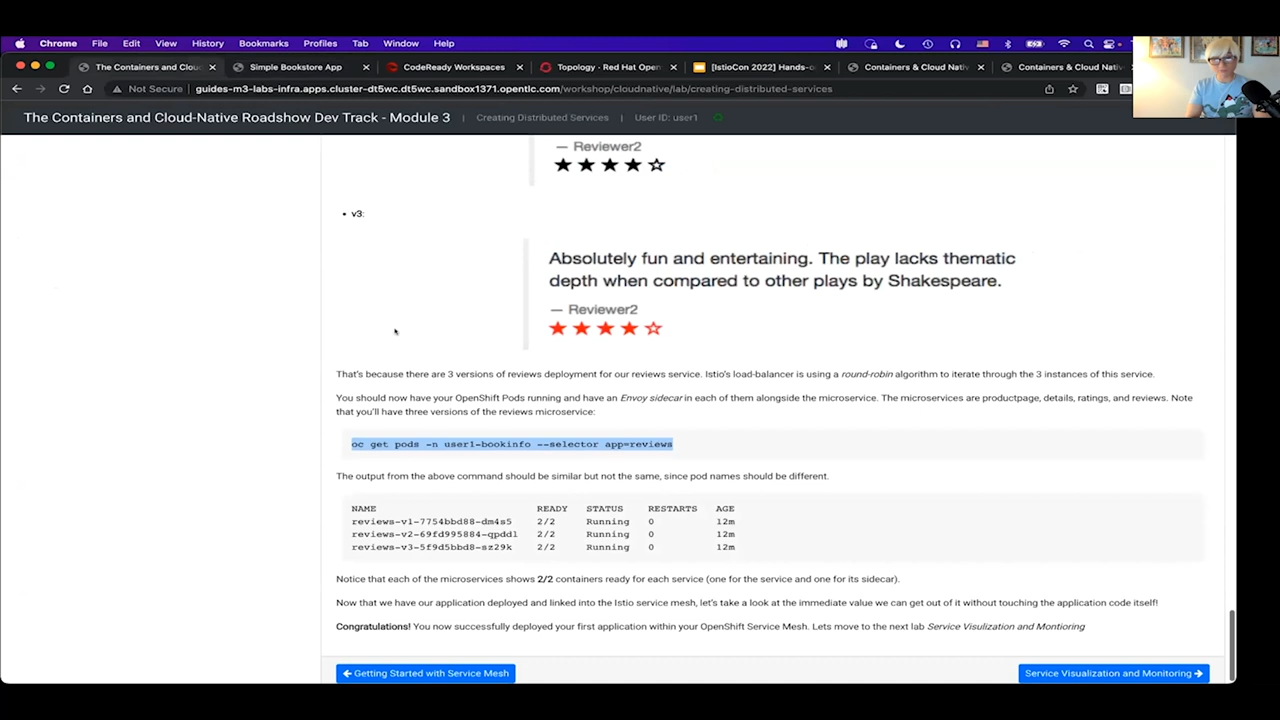 Chrome File Edit View History Bookmarks Profiles Tab Window Help
The Containers and Clou
Simple Bookstore App
CodeReady Workspaces
Topology - Red Hat Open
[IstioCon 2022] Hands-o
Containers & Cloud Nativ
Containers & Cloud Nativ
Not Secure guides-m3-labs-infra.apps.cluster-dt5wc.dt5wc.sandbox1371.opentlc.com/workshop/cloudnative/lab/creating-distributed-services
The Containers and Cloud-Native Roadshow Dev Track - Module 3 | Creating Distributed Services | User ID: user1
— Reviewer2
★★★★☆
• v3:
Absolutely fun and entertaining. The play lacks thematic
depth when compared to other plays by Shakespeare.
— Reviewer2
★★★★☆
That's because there are 3 versions of reviews deployment for our reviews service. Istio's load-balancer is using a round-robin algorithm to iterate through the 3 instances of this service.
You should now have your OpenShift Pods running and have an Envoy sidecar in each of them alongside the microservice. The microservices are productpage, details, ratings, and reviews. Note
that you'll have three versions of the reviews microservice:
oc get pods -n user1-bookinfo --selector app=reviews
The output from the above command should be similar but not the same, since pod names should be different.
NAME READY STATUS RESTARTS AGE
reviews-v1-7754bbd88-dm4s5 2/2 Running 0 12m
reviews-v2-69fd995884-qpddl 2/2 Running 0 12m
reviews-v3-5f9d5bbd8-sz29k 2/2 Running 0 12m
Notice that each of the microservices shows 2/2 containers ready for each service (one for the service and one for its sidecar).
Now that we have our application deployed and linked into the Istio service mesh, let's take a look at the immediate value we can get out of it without touching the application code itself!
Congratulations! You now successfully deployed your first application within your OpenShift Service Mesh. Lets move to the next lab Service Visulization and Montioring
← Getting Started with Service Mesh
Service Visualization and Monitoring →